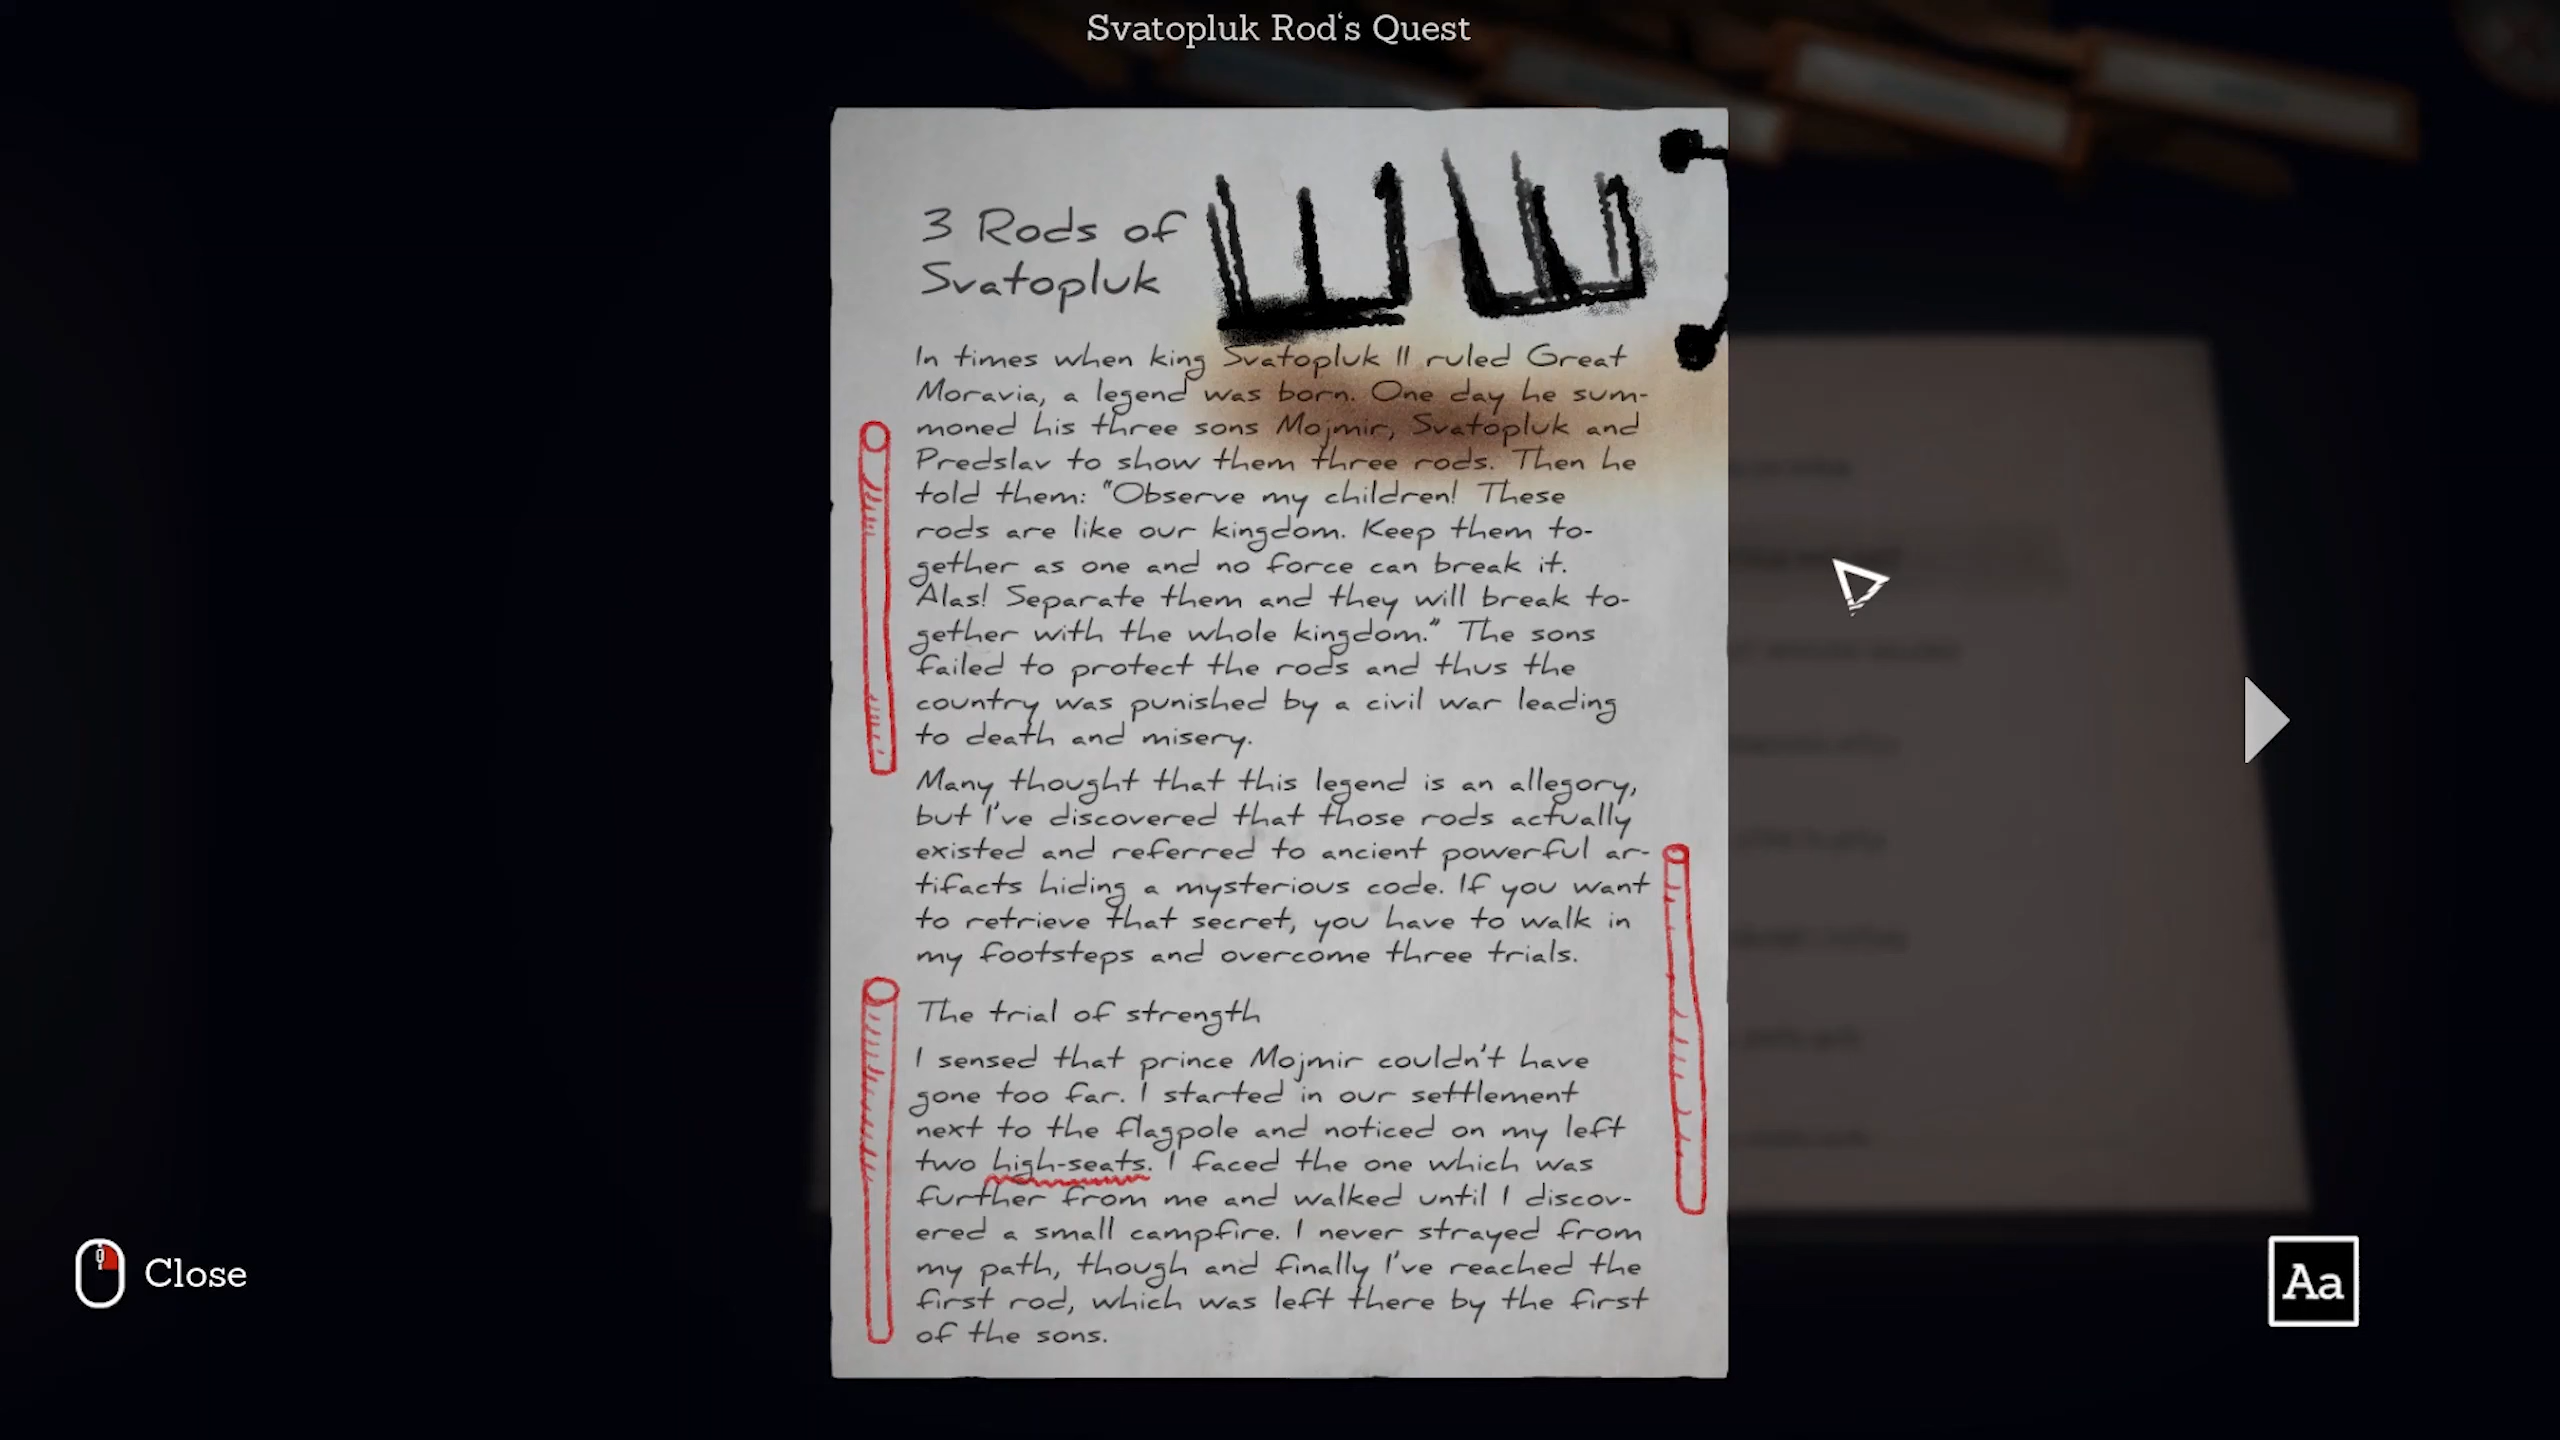 Svatopluk Rod's Quest
3 Rods of
Svatopluk
In times when king Svatopluk II ruled Great
Moravia, a legend was born. One day he sum-
moned his three sons Mojmir, Svatopluk and
Predslav to show them three rods. Then he
told them: "Observe my children! These
rods are like our kingdom. Keep them to-
gether as one and no force can break it.
Alas! Separate them and they will break to-
gether with the whole kingdom." The sons
failed to protect the rods and thus the
country was punished by a civil war leading
to death and misery.
Many thought that this legend is an allegory,
but I've discovered that those rods actually
existed and referred to ancient powerful ar-
tifacts hiding a mysterious code. If you want
to retrieve that secret, you have to walk in
my footsteps and overcome three trials.
The trial of strength
I sensed that prince Mojmir couldn't have
gone too far. I started in our settlement
next to the flagpole and noticed on my left
two high-seats. I faced the one which was
further from me and walked until I discov-
ered a small campfire. I never strayed from
my path, though and finally I've reached the
first rod, which was left there by the first
of the sons.
Close
Aa